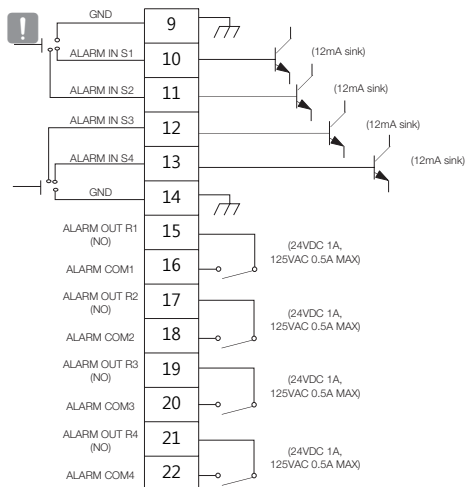 !
GND
9
ALARM IN S1
10
(12mA sink)
ALARM IN S2
11
(12mA sink)
ALARM IN S3
12
(12mA sink)
ALARM IN S4
13
(12mA sink)
GND
14
ALARM OUT R1
(NO)
15
(24VDC 1A,
125VAC 0.5A MAX)
ALARM COM1
16
ALARM OUT R2
(NO)
17
(24VDC 1A,
125VAC 0.5A MAX)
ALARM COM2
18
ALARM OUT R3
(NO)
19
(24VDC 1A,
125VAC 0.5A MAX)
ALARM COM3
20
ALARM OUT R4
(NO)
21
(24VDC 1A,
125VAC 0.5A MAX)
ALARM COM4
22